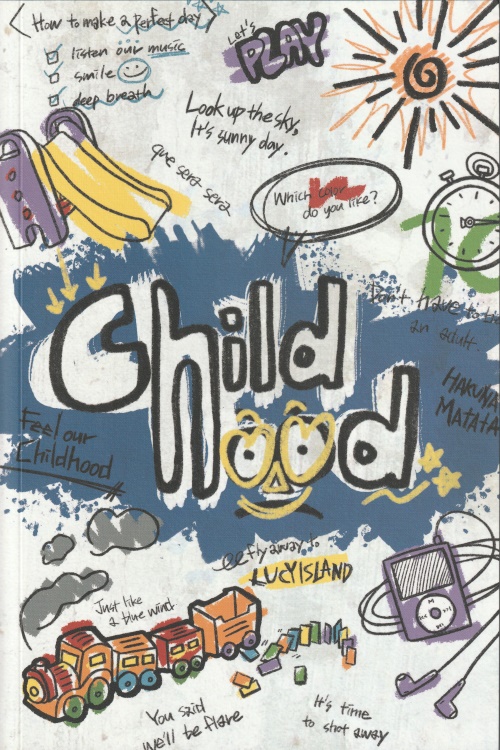 How to make a perfect day
listen our music
smile
deep breath
Let's
PLAY
Look up the sky,
It's sunny day.
que sera sera
Which color
do you like?
Don't have to be
an adult
Child
Hood
HAKUNA
MATATA
Feel our
Childhood
fly away to
LUCY ISLAND
Just like
a blue wind
You said
we'll be flare
It's time
to shot away